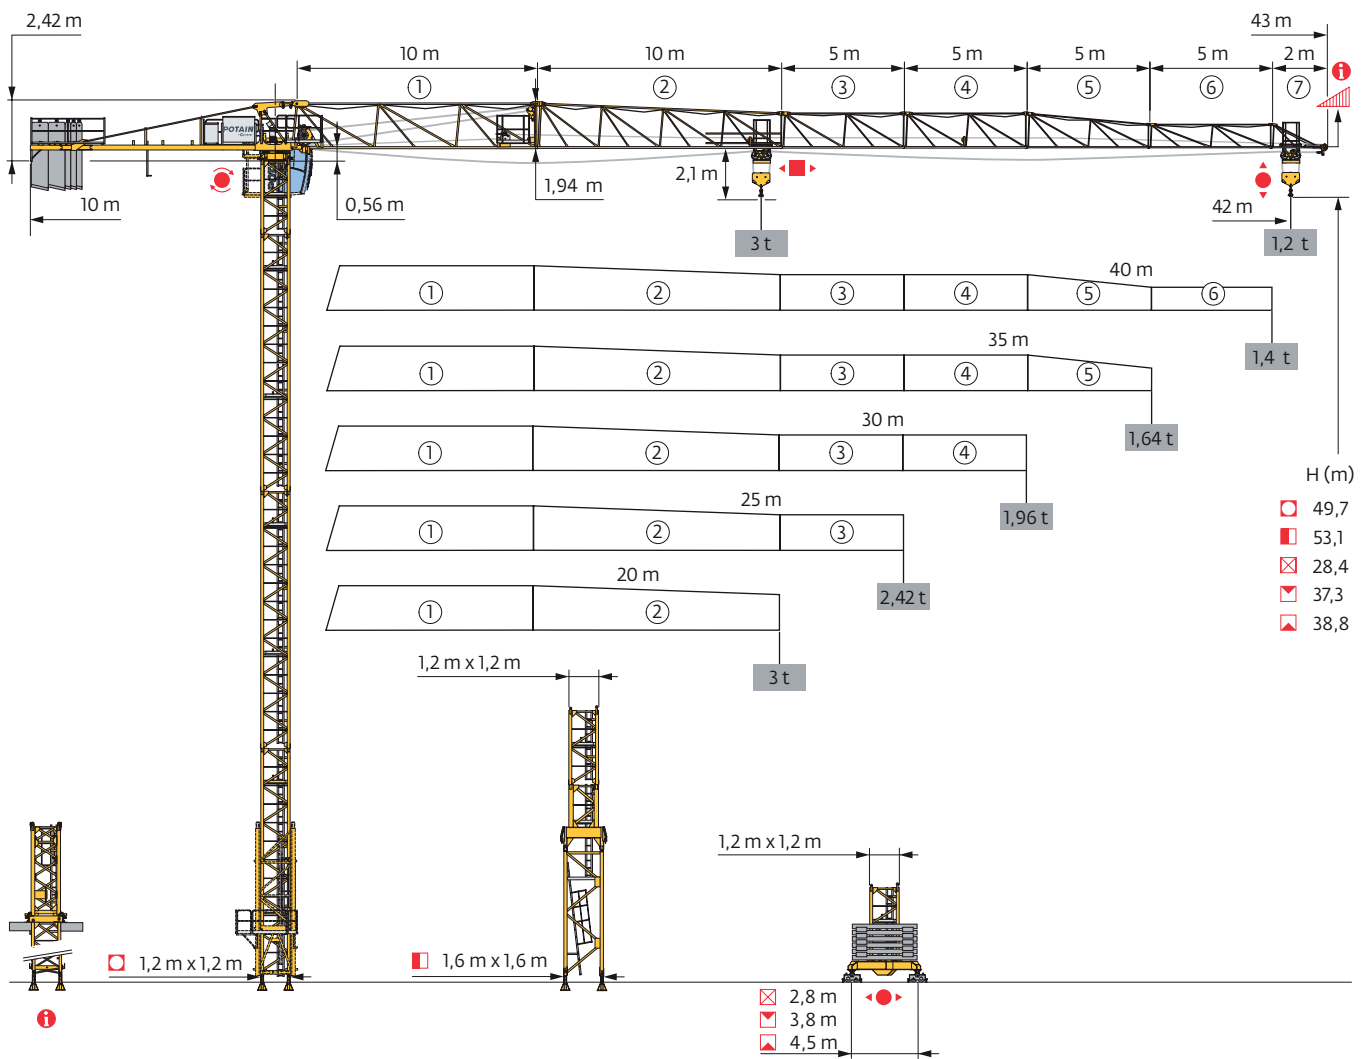 2,42 m
43 m
10 m
10 m
5 m
5 m
5 m
5 m
2 m
1
2
3
4
5
6
7
i
POTAIN
2,1 m
1,94 m
10 m
0,56 m
42 m
3 t
1,2 t
40 m
1
2
3
4
5
6
1,4 t
35 m
1
2
3
4
5
1,64 t
30 m
1
2
3
4
1,96 t
H (m)
49,7
53,1
28,4
37,3
38,8
25 m
1
2
3
2,42 t
20 m
1
2
3 t
1,2 m x 1,2 m
1,2 m x 1,2 m
1,2 m x 1,2 m
1,6 m x 1,6 m
2,8 m
3,8 m
4,5 m
i